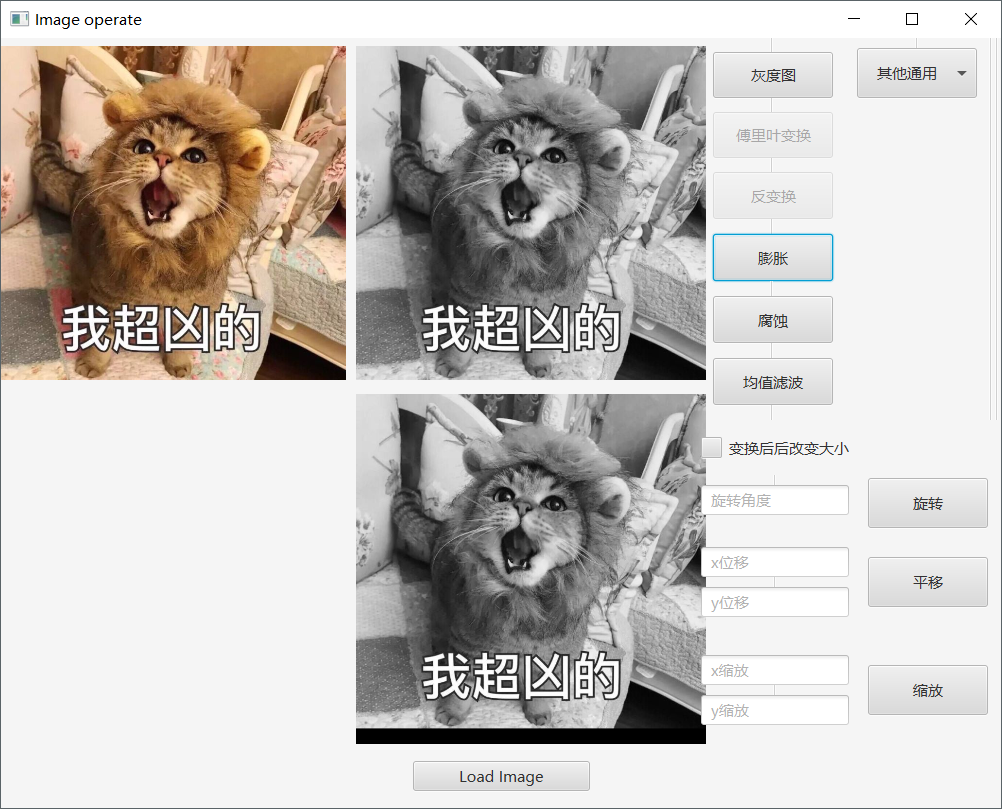 Image operate
我超凶的
我超凶的
我超凶的
灰度图
其他通用
傅里叶变换
反变换
膨胀
腐蚀
均值滤波
变换后后改变大小
旋转角度
旋转
x位移
平移
y位移
x缩放
缩放
y缩放
Load Image